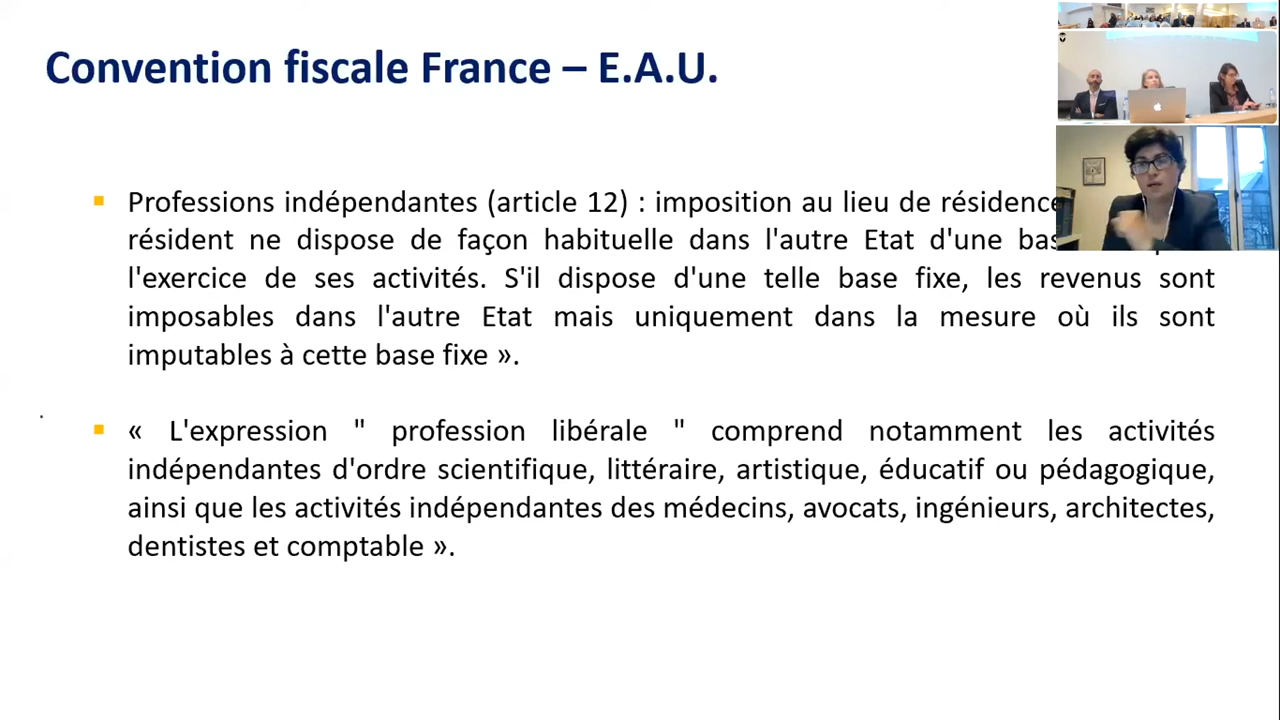 Convention fiscale France – E.A.U.
Professions indépendantes (article 12) : imposition au lieu de résidence
résident ne dispose de façon habituelle dans l'autre Etat d'une
l'exercice de ses activités. S'il dispose d'une telle base fixe, les revenus sont
imposables dans l'autre Etat mais uniquement dans la mesure où ils sont
imputables à cette base fixe ».
« L'expression " profession libérale " comprend notamment les activités
indépendantes d'ordre scientifique, littéraire, artistique, éducatif ou pédagogique,
ainsi que les activités indépendantes des médecins, avocats, ingénieurs, architectes,
dentistes et comptable ».